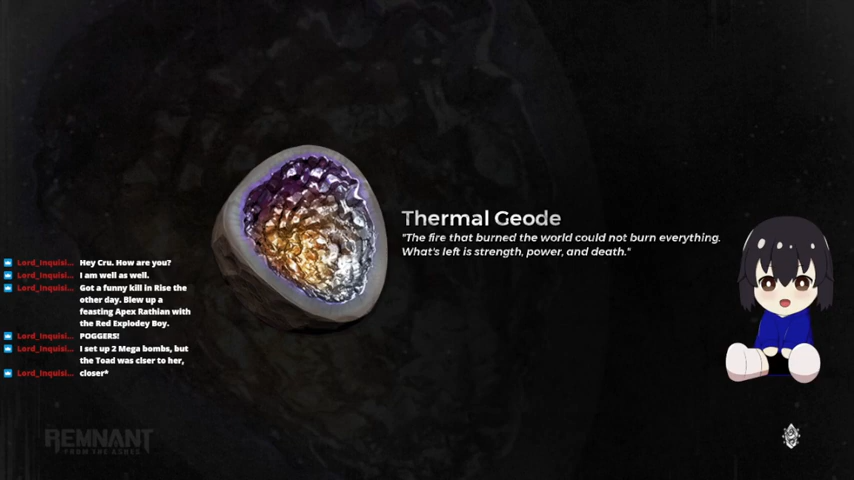 Thermal Geode
"The fire that burned the world could not burn everything.
What's left is strength, power, and death."
Lord_Inquisi... Hey Cru. How are you?
Lord_Inquisi... I am well as well.
Lord_Inquisi... Got a funny kill in Rise the
other day. Blew up a
feasting Apex Rathian with
the Red Explodey Boy.
Lord_Inquisi... POGGERS!
Lord_Inquisi... I set up 2 Mega bombs, but
the Toad was clser to her,
Lord_Inquisi... closer*
REMNANT
FROM THE ASHES